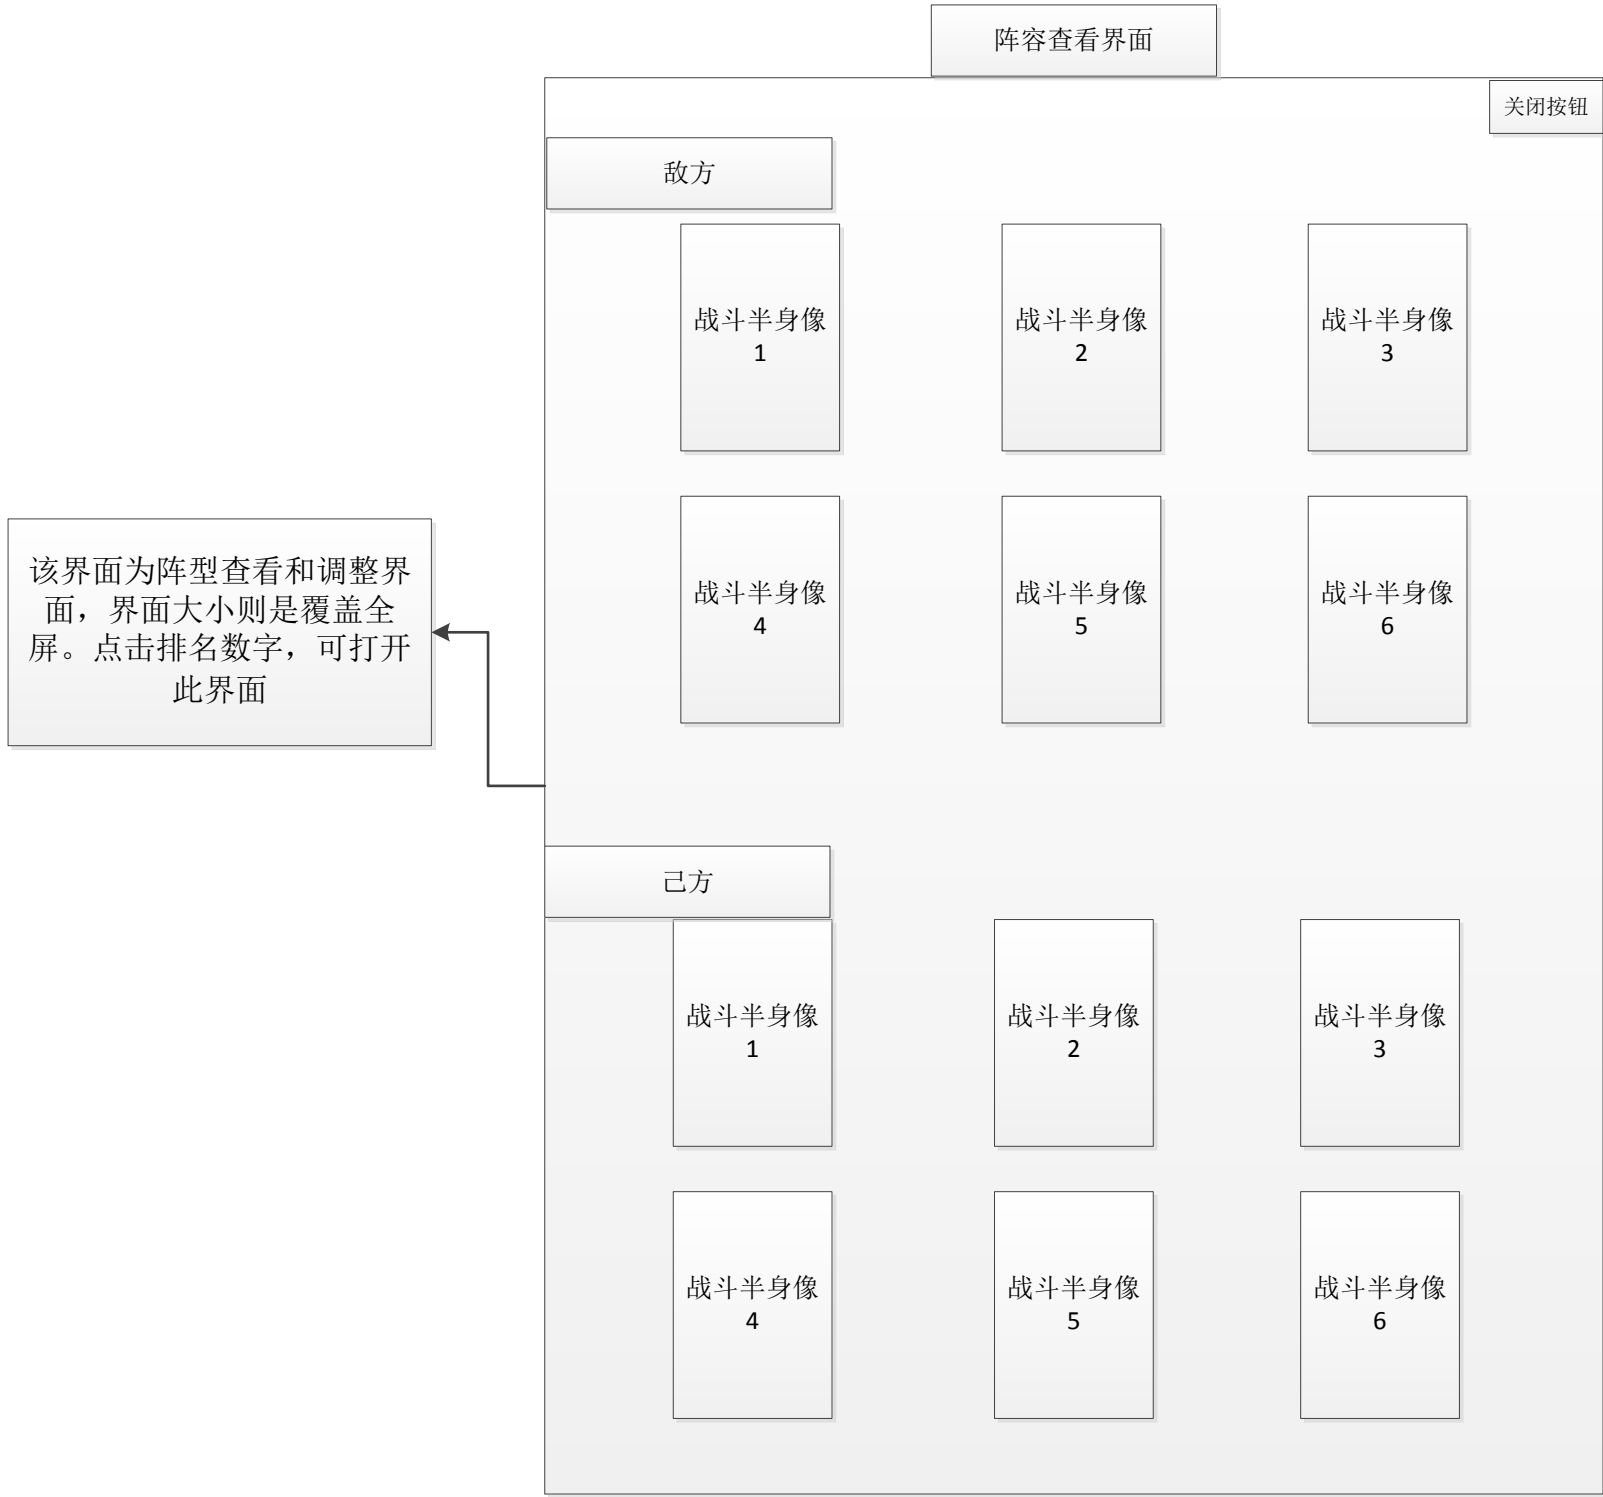 阵容查看界面
关闭按钮
敌方
战斗半身像
1
战斗半身像
2
战斗半身像
3
战斗半身像
4
战斗半身像
5
战斗半身像
6
该界面为阵型查看和调整界
面，界面大小则是覆盖全
屏。点击排名数字，可打开
此界面
己方
战斗半身像
1
战斗半身像
2
战斗半身像
3
战斗半身像
4
战斗半身像
5
战斗半身像
6